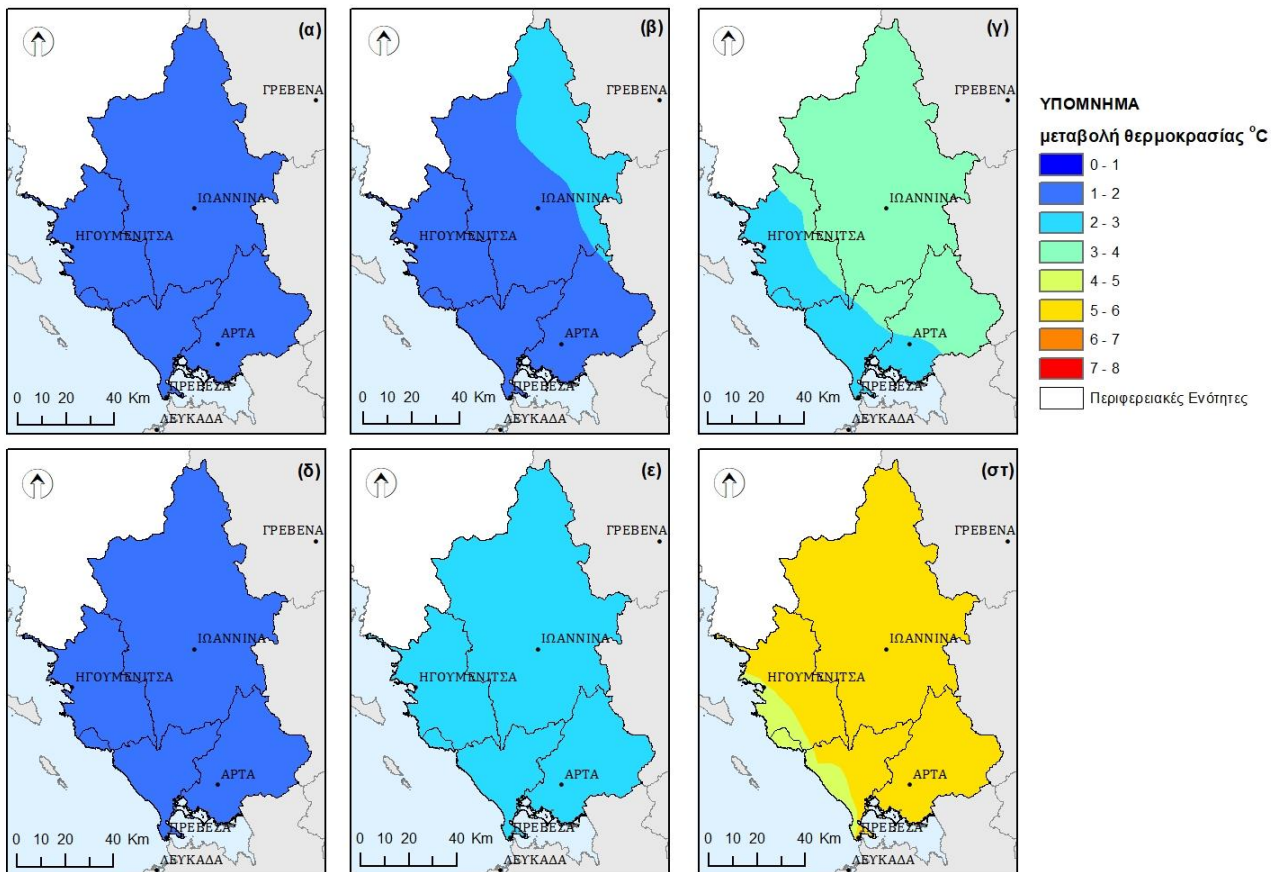 (α)
ΓΡΕΒΕΝΑ
ΙΩΑΝΝΙΝΑ
ΗΓΟΥΜΕΝΙΤΣΑ
ΑΡΤΑ
ΠΡΕΒΕΖΑ
ΛΕΥΚΑΔΑ
0 10 20 40 Km
(β)
ΓΡΕΒΕΝΑ
ΙΩΑΝΝΙΝΑ
ΗΓΟΥΜΕΝΙΤΣΑ
ΑΡΤΑ
ΠΡΕΒΕΖΑ
ΛΕΥΚΑΔΑ
0 10 20 40 Km
(γ)
ΓΡΕΒΕΝΑ
ΙΩΑΝΝΙΝΑ
ΗΓΟΥΜΕΝΙΤΣΑ
ΑΡΤΑ
ΠΡΕΒΕΖΑ
ΛΕΥΚΑΔΑ
0 10 20 40 Km
ΥΠΟΜΝΗΜΑ
μεταβολή θερμοκρασίας °C
0 - 1
1 - 2
2 - 3
3 - 4
4 - 5
5 - 6
6 - 7
7 - 8
Περιφερειακές Ενότητες
(δ)
ΓΡΕΒΕΝΑ
ΙΩΑΝΝΙΝΑ
ΗΓΟΥΜΕΝΙΤΣΑ
ΑΡΤΑ
ΠΡΕΒΕΖΑ
ΛΕΥΚΑΔΑ
0 10 20 40 Km
(ε)
ΓΡΕΒΕΝΑ
ΙΩΑΝΝΙΝΑ
ΗΓΟΥΜΕΝΙΤΣΑ
ΑΡΤΑ
ΠΡΕΒΕΖΑ
ΛΕΥΚΑΔΑ
0 10 20 40 Km
(στ)
ΓΡΕΒΕΝΑ
ΙΩΑΝΝΙΝΑ
ΗΓΟΥΜΕΝΙΤΣΑ
ΑΡΤΑ
ΠΡΕΒΕΖΑ
ΛΕΥΚΑΔΑ
0 10 20 40 Km